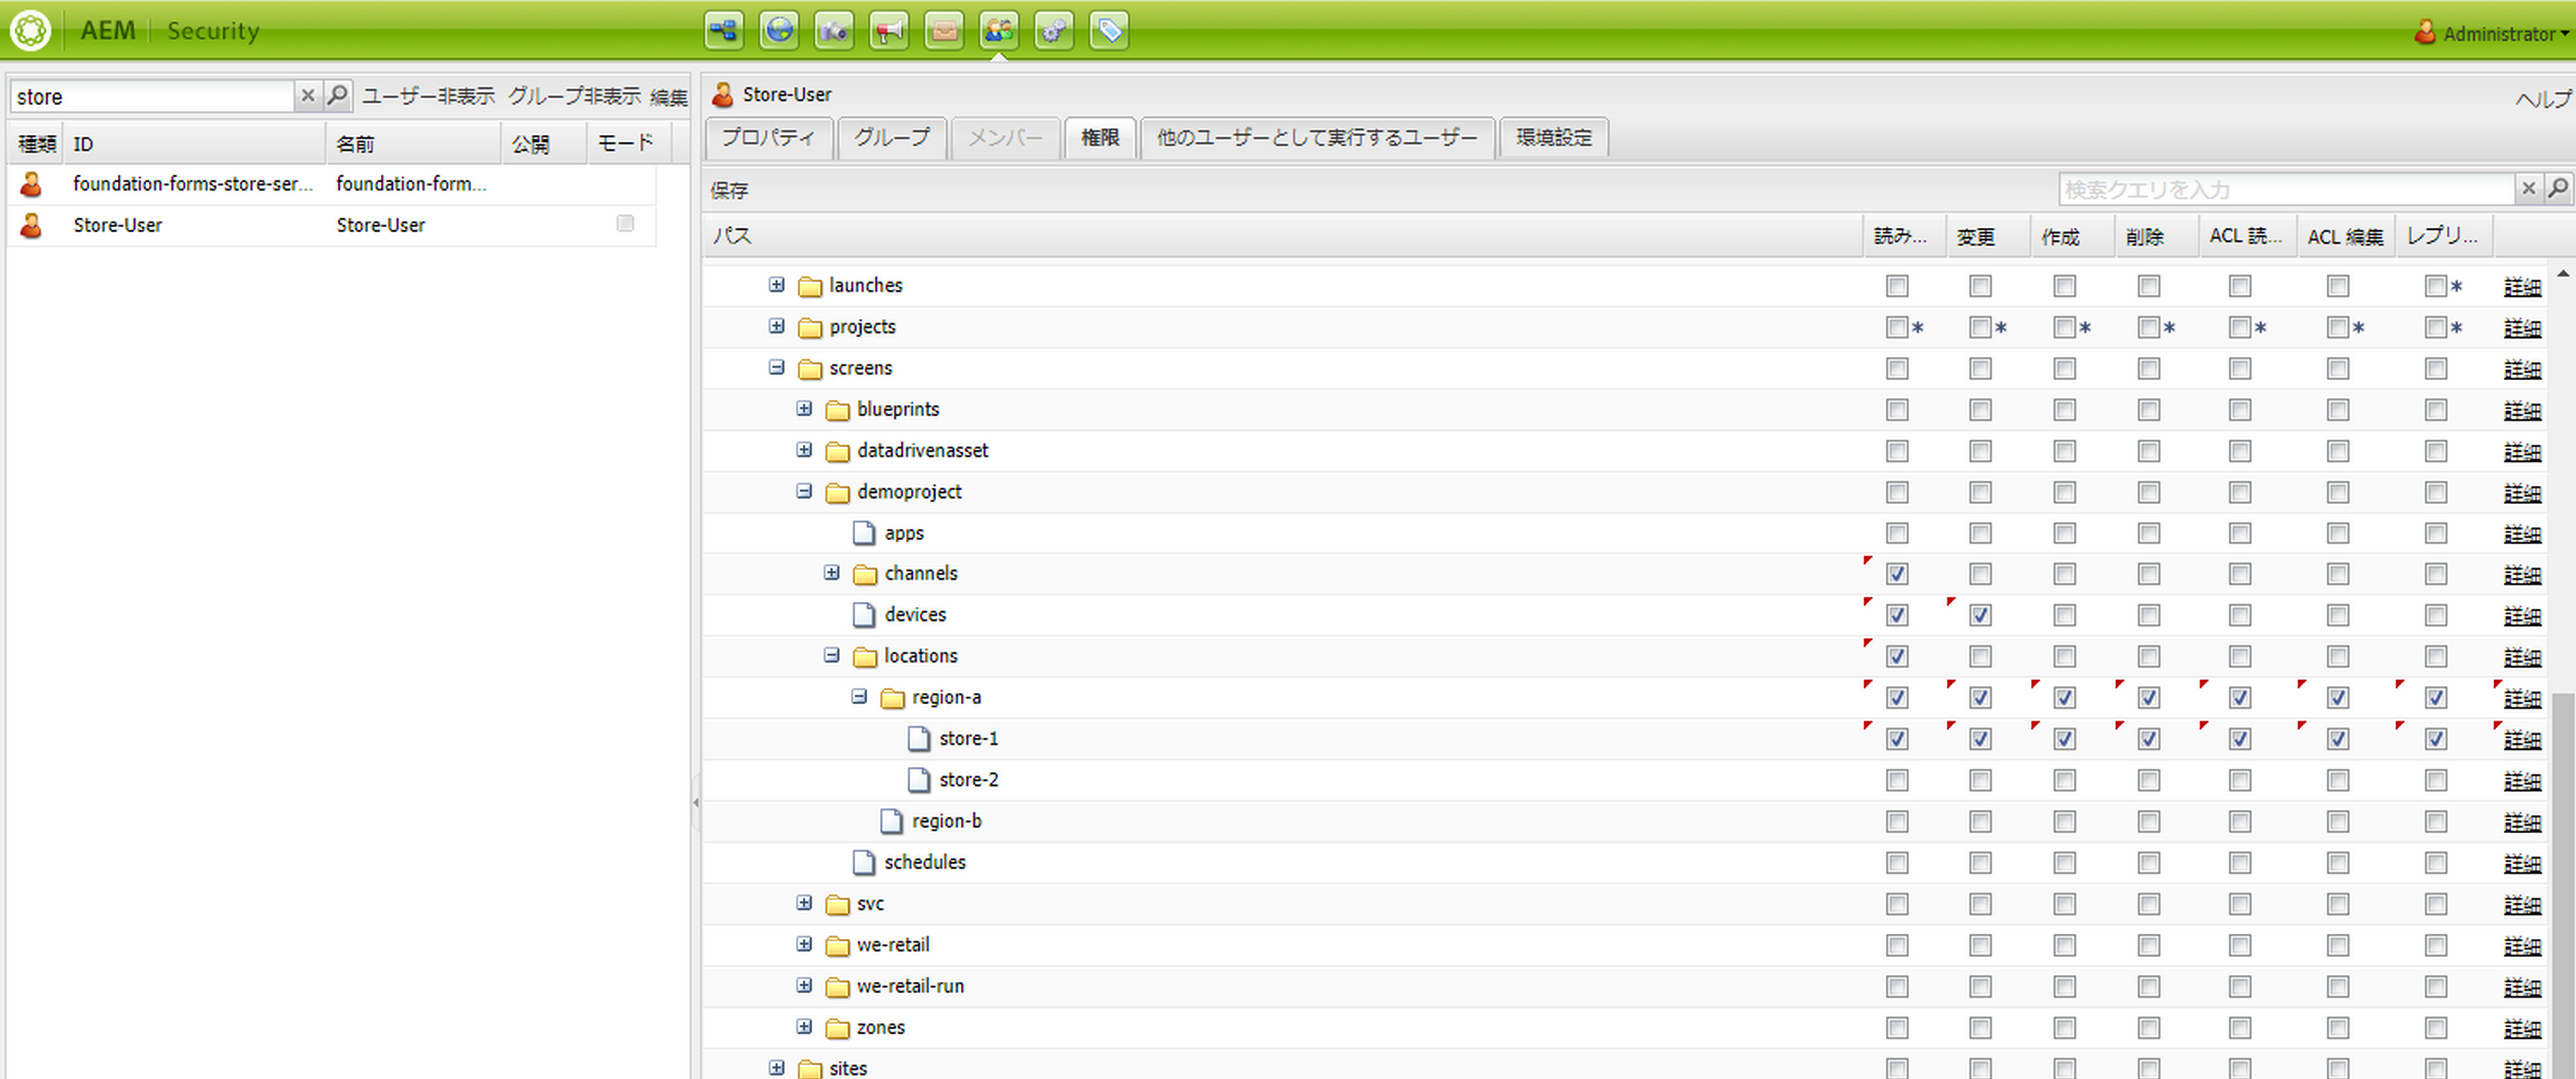 AEM Security
Administrator
store ユーザー非表示 グループ非表示 編集
種類 ID 名前 公開 モード
foundation-forms-store-ser... foundation-form...
Store-User Store-User
Store-User
ヘルプ
プロパティ グループ メンバー 権限 他のユーザーとして実行するユーザー 環境設定
保存 検索クエリを入力
パス 読み... 変更 作成 削除 ACL 読... ACL 編集 レプリ...
launches * 詳細
projects * * * * * * * 詳細
screens 詳細
blueprints 詳細
datadrivenasset 詳細
demoproject 詳細
apps 詳細
channels 詳細
devices 詳細
locations 詳細
region-a 詳細
store-1 詳細
store-2 詳細
region-b 詳細
schedules 詳細
svc 詳細
we-retail 詳細
we-retail-run 詳細
zones 詳細
sites 詳細